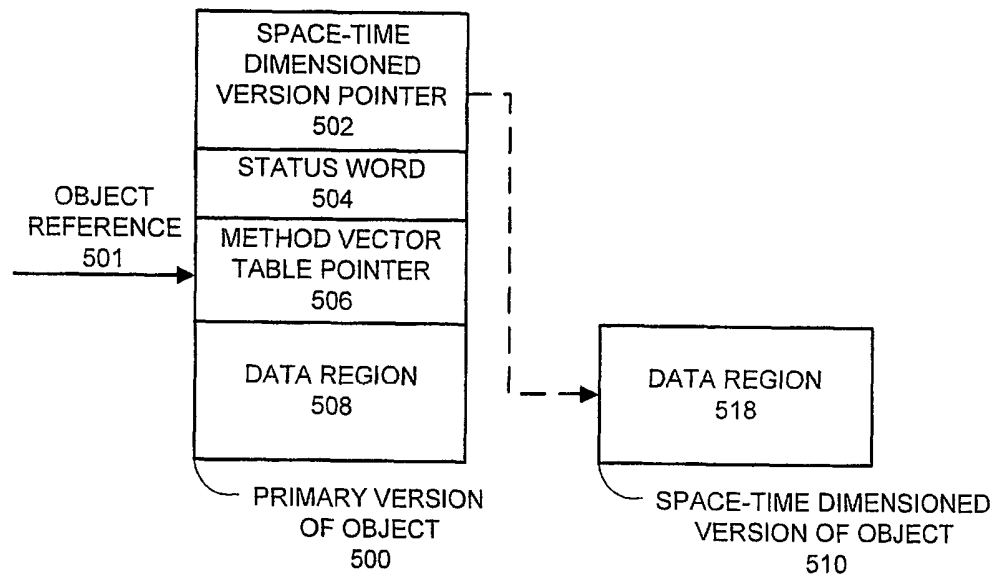 SPACE-TIME
DIMENSIONED
VERSION POINTER
502
STATUS WORD
504
OBJECT
REFERENCE
501
METHOD VECTOR
TABLE POINTER
506
DATA REGION
508
DATA REGION
518
PRIMARY VERSION
OF OBJECT
500
SPACE-TIME DIMENSIONED
VERSION OF OBJECT
510